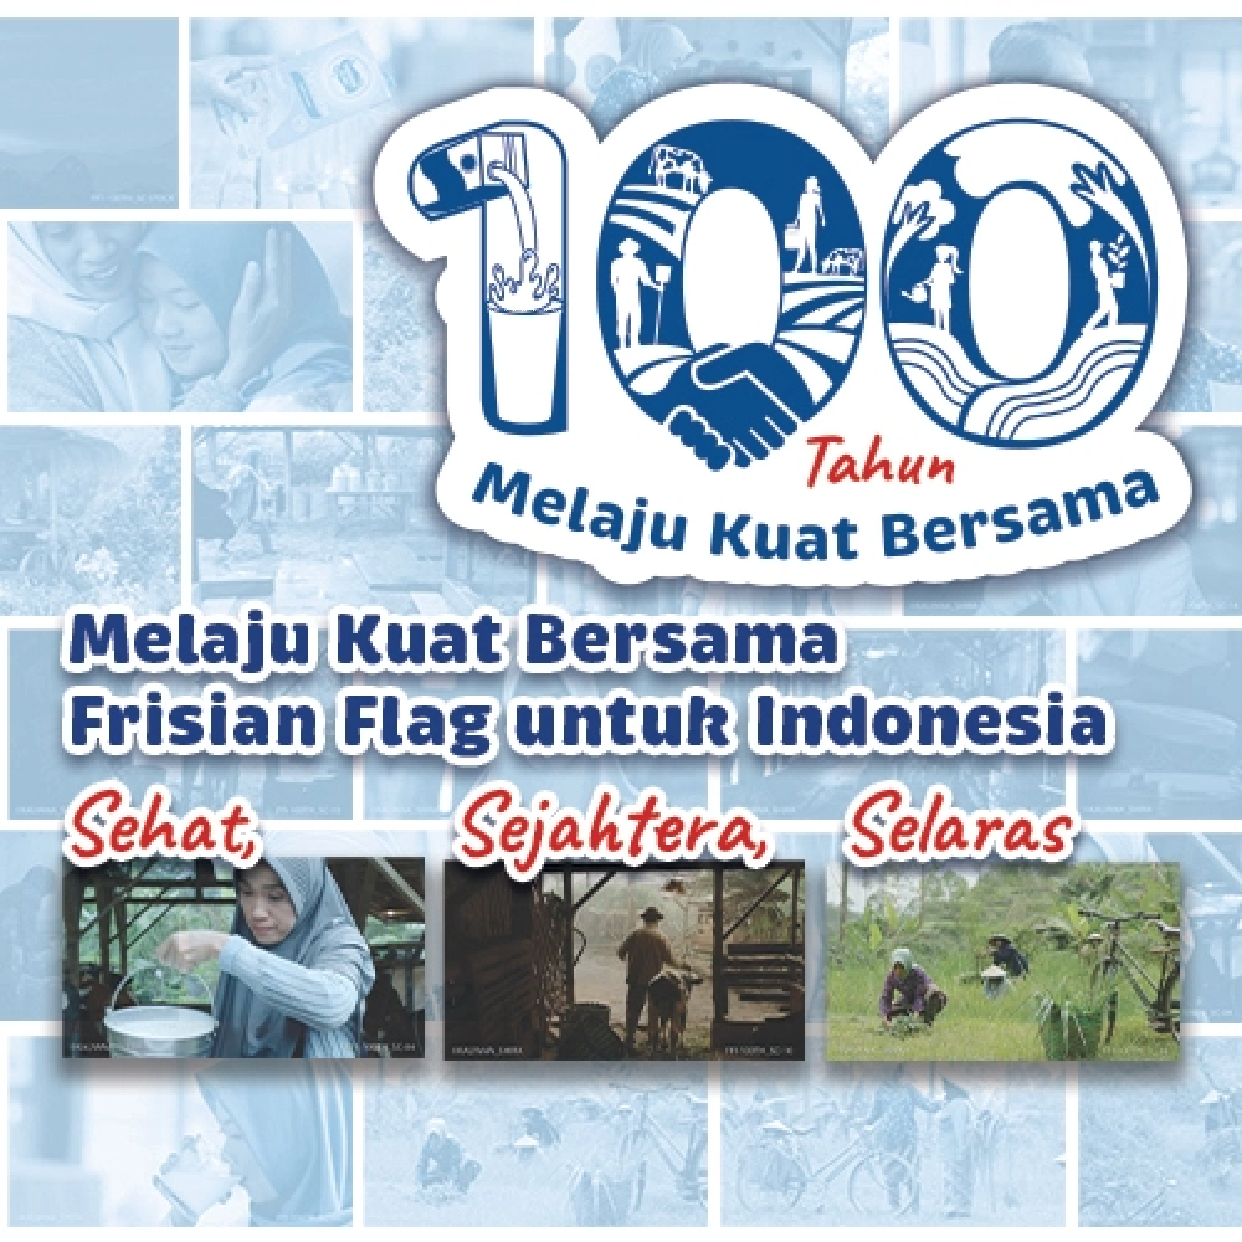 100
Tahun
Melaju Kuat Bersama
Melaju Kuat Bersama
Frisian Flag untuk Indonesia
Sehat, Sejahtera, Selaras